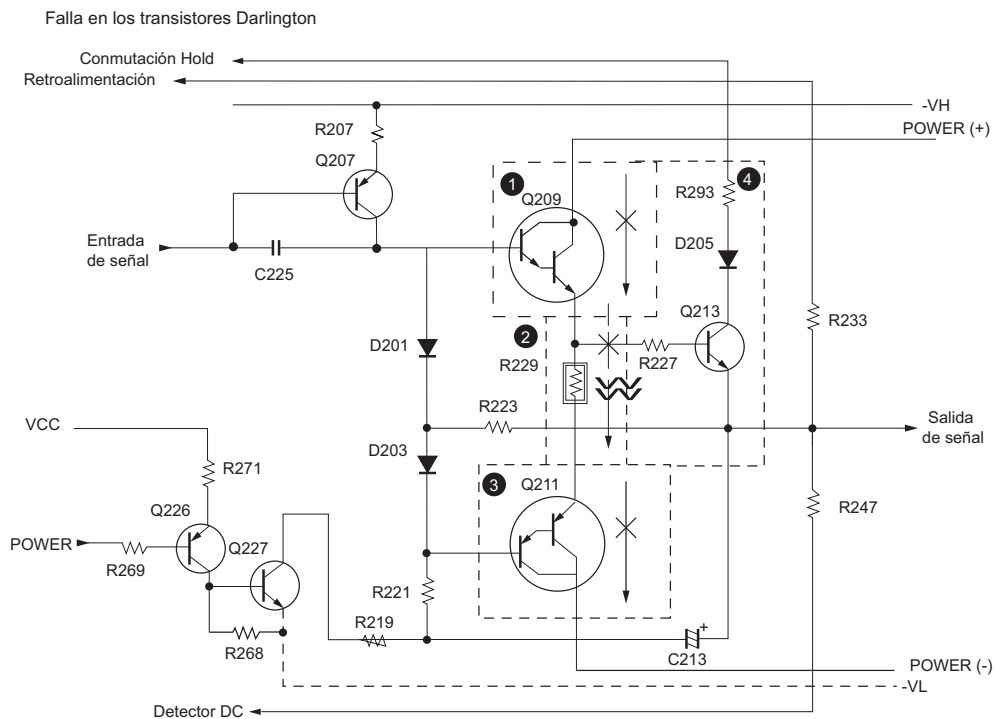 Falla en los transistores Darlington
Conmutación Hold
Retroalimentación
-VH
POWER (+)
R207
Q207
1
Q209
4
R293
D205
Entrada
de señal
C225
Q213
2
R233
D201
R229
R227
R223
Salida
de señal
VCC
D203
R271
3
Q211
R247
Q226
Q227
POWER
R269
R221
R219
R268
+
C213
POWER (-)
-VL
Detector DC